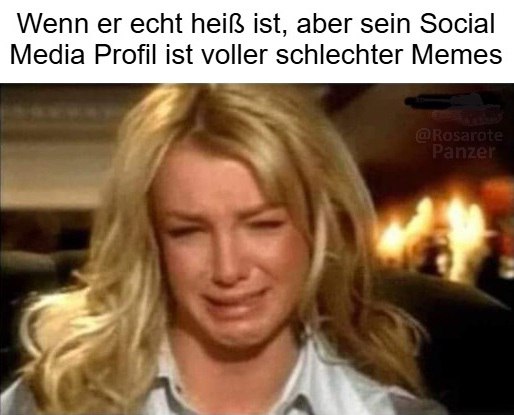 Wenn er echt heiß ist, aber sein Social
Media Profil ist voller schlechter Memes
@Rosarote
Panzer